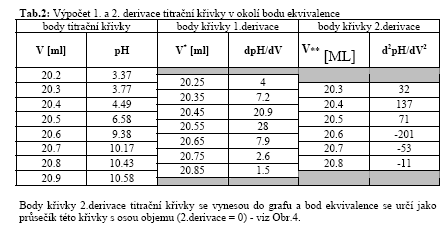 Tab.2: Výpočet 1. a 2. derivace titrační křivky v okolí bodu ekvivalence
body titrační křivky body křivky 1.derivace body křivky 2.derivace
V [ml] pH V* [ml] dpH/dV V** [ML] d²pH/dV²
20.2 3.37
20.25 4
20.3 3.77 20.3 32
20.35 7.2
20.4 4.49 20.4 137
20.45 20.9
20.5 6.58 20.5 71
20.55 28
20.6 9.38 20.6 -201
20.65 7.9
20.7 10.17 20.7 -53
20.75 2.6
20.8 10.43 20.8 -11
20.85 1.5
20.9 10.58
Body křivky 2.derivace titrační křivky se vynesou do grafu a bod ekvivalence se určí jako
průsečík této křivky s osou objemu (2.derivace = 0) - viz Obr.4.